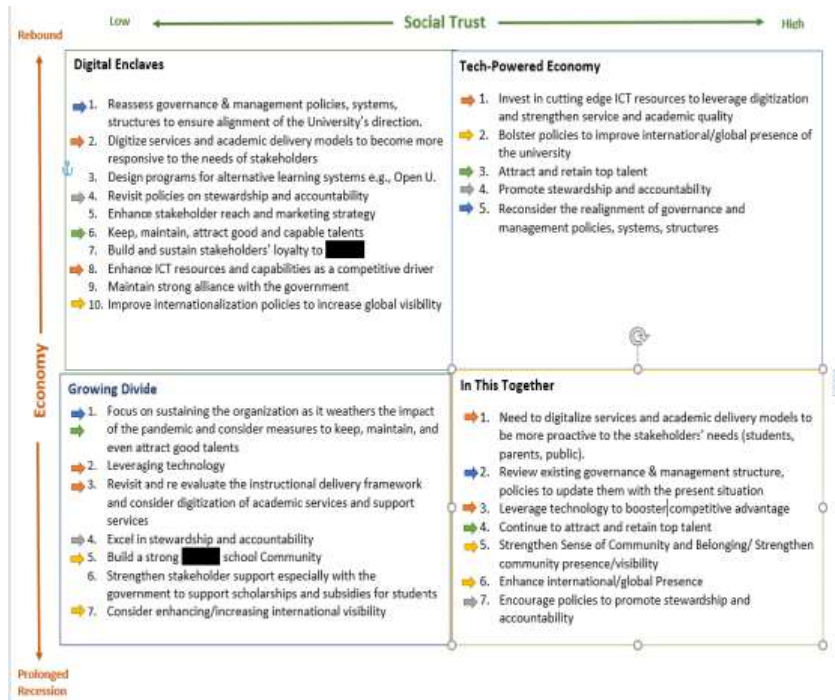 Low Social Trust High
Rebound
Digital Enclaves
1. Reassess governance & management policies, systems,
structures to ensure alignment of the University's direction.
2. Digitize services and academic delivery models to become more
responsive to the needs of stakeholders
3. Design programs for alternative learning systems e.g., Open U.
4. Revisit policies on stewardship and accountability
5. Enhance stakeholder reach and marketing strategy
6. Keep, maintain, attract good and capable talents
7. Build and sustain stakeholders' loyalty to
8. Enhance ICT resources and capabilities as a competitive driver
9. Maintain strong alliance with the government
10. Improve internationalization policies to increase global visibility
Tech-Powered Economy
1. Invest in cutting edge ICT resources to leverage digitization
and strengthen service and academic quality
2. Bolster policies to improve international/global presence of
the university
3. Attract and retain top talent
4. Promote stewardship and accountability
5. Reconsider the realignment of governance and
management policies, systems, structures
Economy
Growing Divide
1. Focus on sustaining the organization as it weathers the impact
of the pandemic and consider measures to keep, maintain, and
even attract good talents
2. Leveraging technology
3. Revisit and re evaluate the instructional delivery framework
and consider digitization of academic services and support
services
4. Excel in stewardship and accountability
5. Build a strong school Community
6. Strengthen stakeholder support especially with the
government to support scholarships and subsidies for students
7. Consider enhancing/increasing international visibility
In This Together
1. Need to digitalize services and academic delivery models to
be more proactive to the stakeholders' needs (students,
parents, public).
2. Review existing governance & management structure,
policies to update them with the present situation
3. Leverage technology to booster competitive advantage
4. Continue to attract and retain top talent
5. Strengthen Sense of Community and Belonging/ Strengthen
community presence/visibility
6. Enhance international/global Presence
7. Encourage policies to promote stewardship and
accountability
Prolonged
Recession